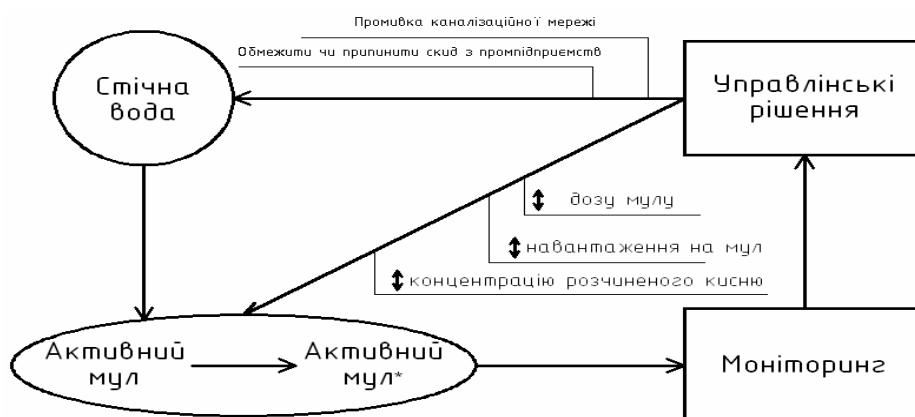 Промивка каналізаційної мережі
Обмежити чи припинити скид з промпідприємств
Стічна
вода
Управлінські
рішення
дозу мулу
навантаження на мул
концентрацію розчиненого кисню
Активний
мул
Активний
мул*
Моніторинг